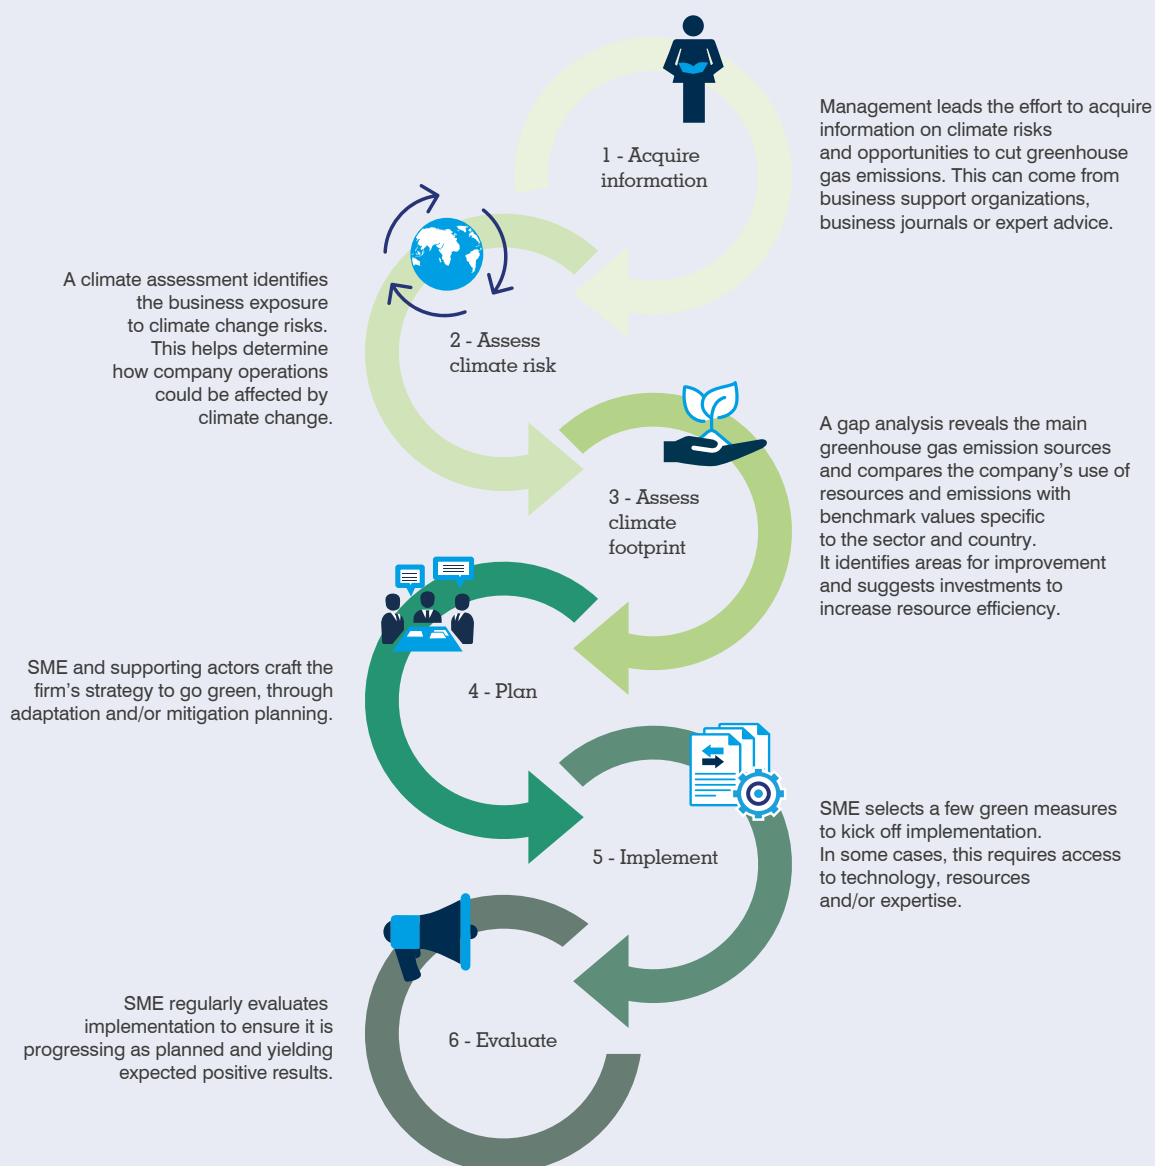 1 - Acquire
information
Management leads the effort to acquire
information on climate risks
and opportunities to cut greenhouse
gas emissions. This can come from
business support organizations,
business journals or expert advice.
2 - Assess
climate risk
A climate assessment identifies
the business exposure
to climate change risks.
This helps determine
how company operations
could be affected by
climate change.
3 - Assess
climate
footprint
A gap analysis reveals the main
greenhouse gas emission sources
and compares the company’s use of
resources and emissions with
benchmark values specific
to the sector and country.
It identifies areas for improvement
and suggests investments to
increase resource efficiency.
4 - Plan
SME and supporting actors craft the
firm’s strategy to go green, through
adaptation and/or mitigation planning.
5 - Implement
SME selects a few green measures
to kick off implementation.
In some cases, this requires access
to technology, resources
and/or expertise.
6 - Evaluate
SME regularly evaluates
implementation to ensure it is
progressing as planned and yielding
expected positive results.